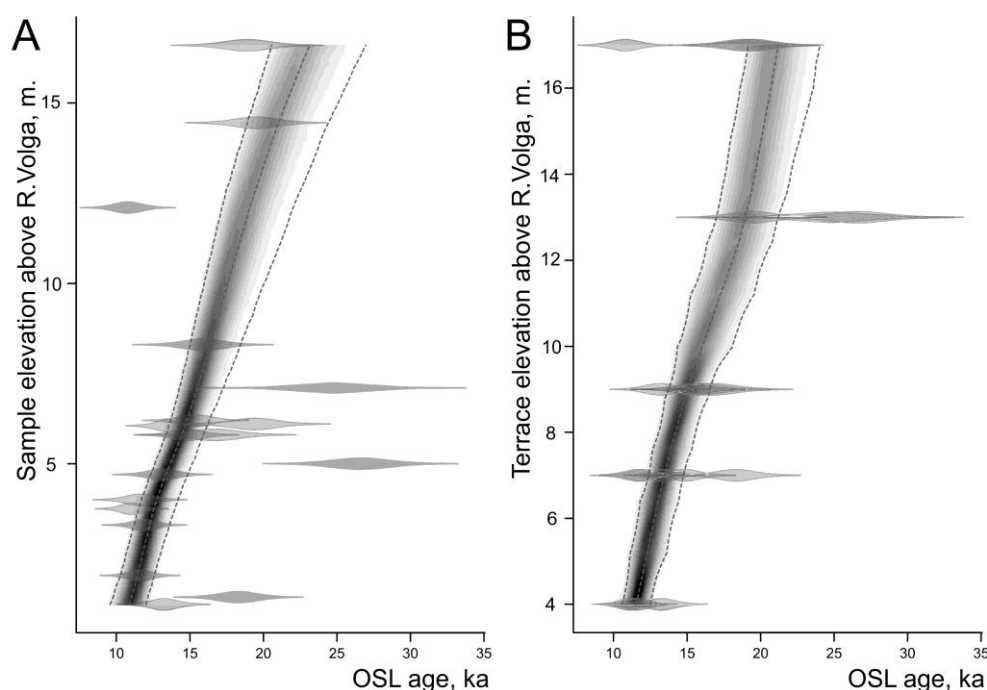 A
Sample elevation above R.Volga, m.
15
10
5
10 15 20 25 30 35
OSL age, ka
B
Terrace elevation above R.Volga, m.
16
14
12
10
8
6
4
10 15 20 25 30 35
OSL age, ka